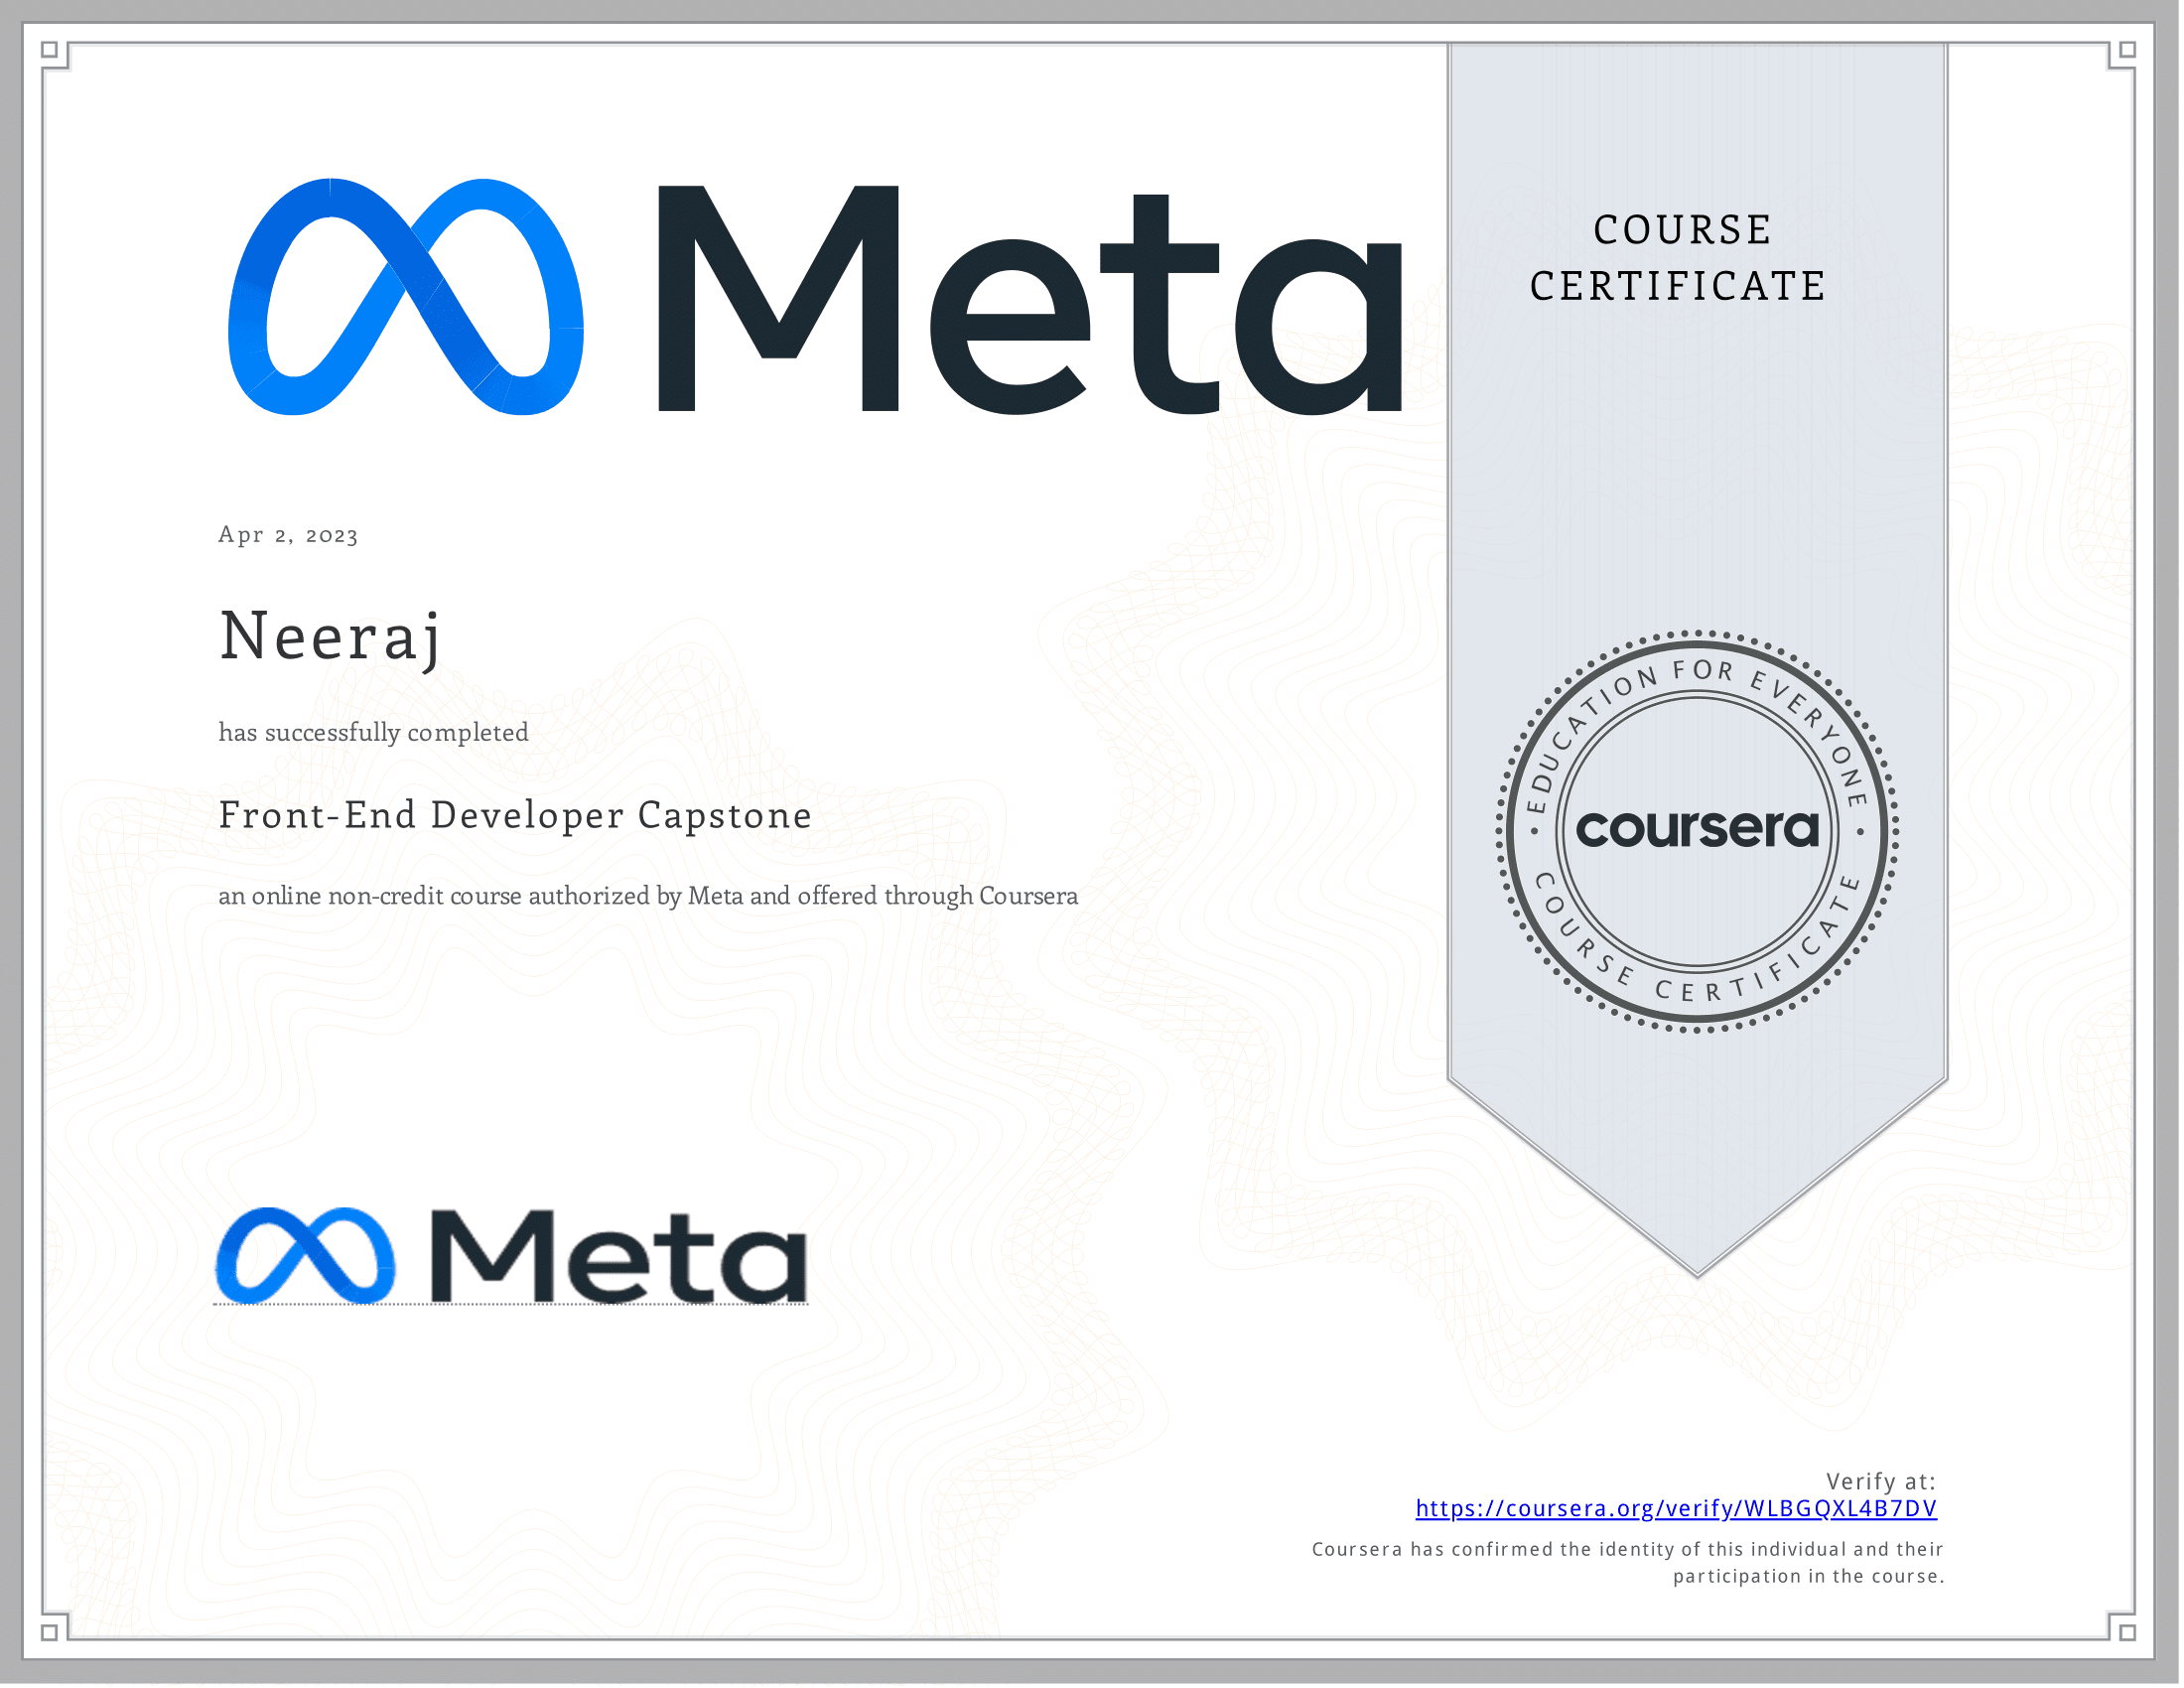 Meta
COURSE
CERTIFICATE
Apr 2, 2023
Neeraj
has successfully completed
Front-End Developer Capstone
an online non-credit course authorized by Meta and offered through Coursera
EDUCATION FOR EVERYONE
coursera
COURSE CERTIFICATE
Meta
Verify at:
https://coursera.org/verify/WLBGQXL4B7DV
Coursera has confirmed the identity of this individual and their
participation in the course.